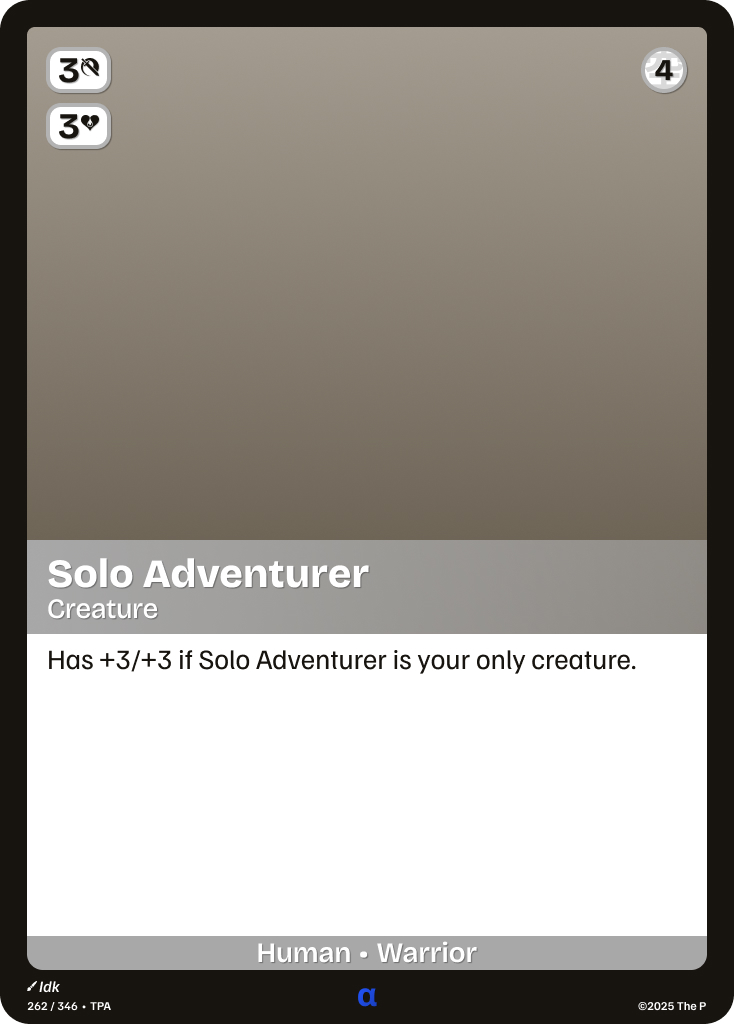 3
4
3
Solo Adventurer
Creature
Has +3/+3 if Solo Adventurer is your only creature.
Human • Warrior
Idk
262 / 346 • TPA
α
©2025 The P